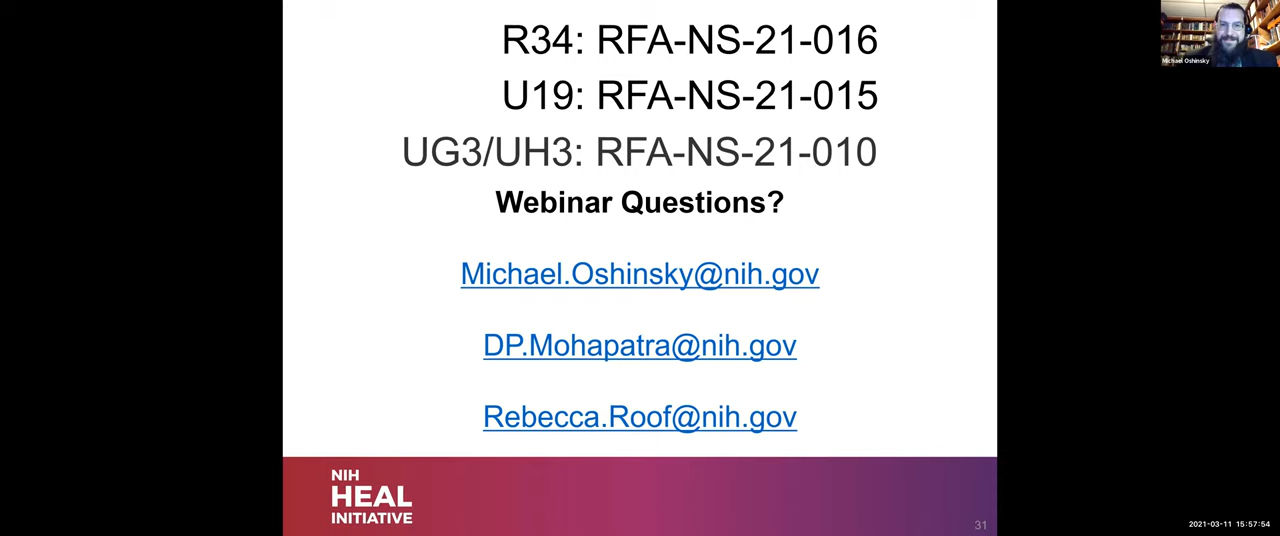 R34: RFA-NS-21-016
U19: RFA-NS-21-015
UG3/UH3: RFA-NS-21-010
Webinar Questions?
Michael.Oshinsky@nih.gov
DP.Mohapatra@nih.gov
Rebecca.Roof@nih.gov
NIH
HEAL
INITIATIVE
31
Michael Oshinsky
2021-03-11 15:57:54